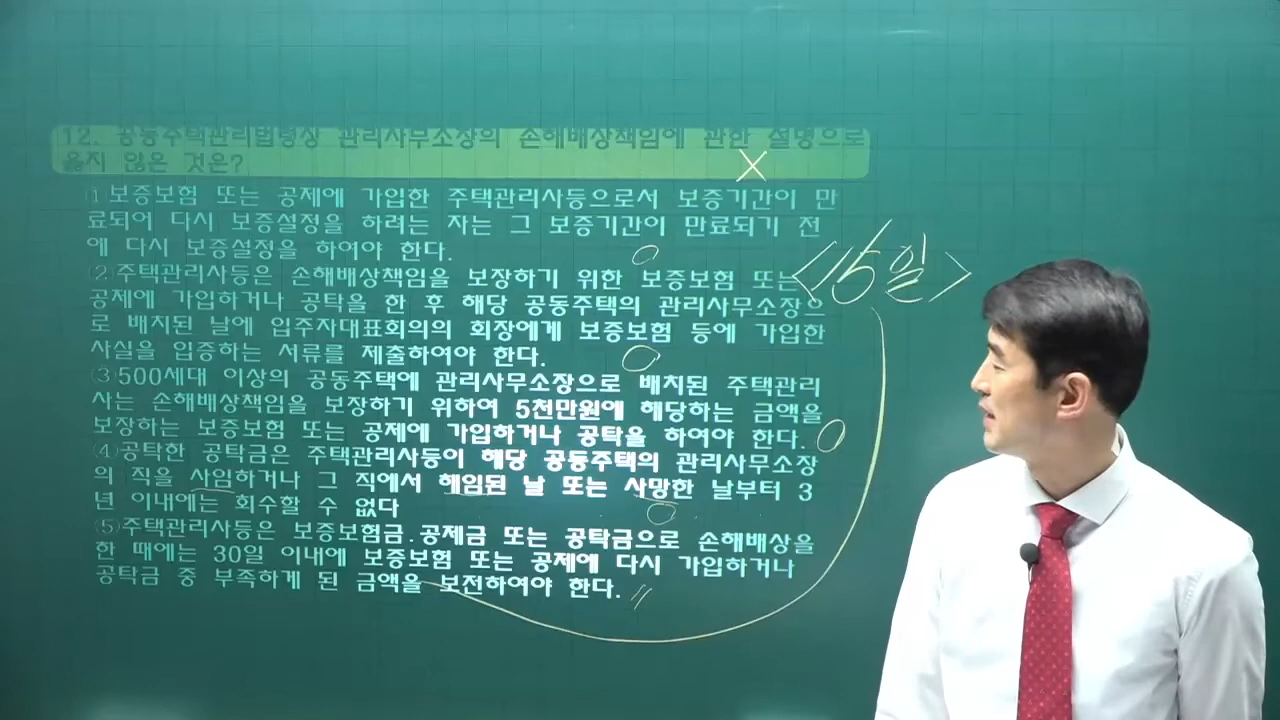 12. 공동주택관리법령상 관리사무소장의 손해배상책임에 관한 설명으로
옳지 않은 것은?
X
①보증보험 또는 공제에 가입한 주택관리사등으로서 보증기간이 만
료되어 다시 보증설정을 하려는 자는 그 보증기간이 만료되기 전
에 다시 보증설정을 하여야 한다.
②주택관리사등은 손해배상책임을 보장하기 위한 보증보험 또는
<15일>
공제에 가입하거나 공탁을 한 후 해당 공동주택의 관리사무소장으
로 배치된 날에 입주자대표회의의 회장에게 보증보험 등에 가입한
사실을 입증하는 서류를 제출하여야 한다.
③500세대 이상의 공동주택에 관리사무소장으로 배치된 주택관리
사는 손해배상책임을 보장하기 위하여 5천만원에 해당하는 금액을
보장하는 보증보험 또는 공제에 가입하거나 공탁을 하여야 한다.
④공탁한 공탁금은 주택관리사등이 해당 공동주택의 관리사무소장
의 직을 사임하거나 그 직에서 해임된 날 또는 사망한 날부터 3
년 이내에는 회수할 수 없다
⑤주택관리사등은 보증보험금.공제금 또는 공탁금으로 손해배상을
한 때에는 30일 이내에 보증보험 또는 공제에 다시 가입하거나
공탁금 중 부족하게 된 금액을 보전하여야 한다.